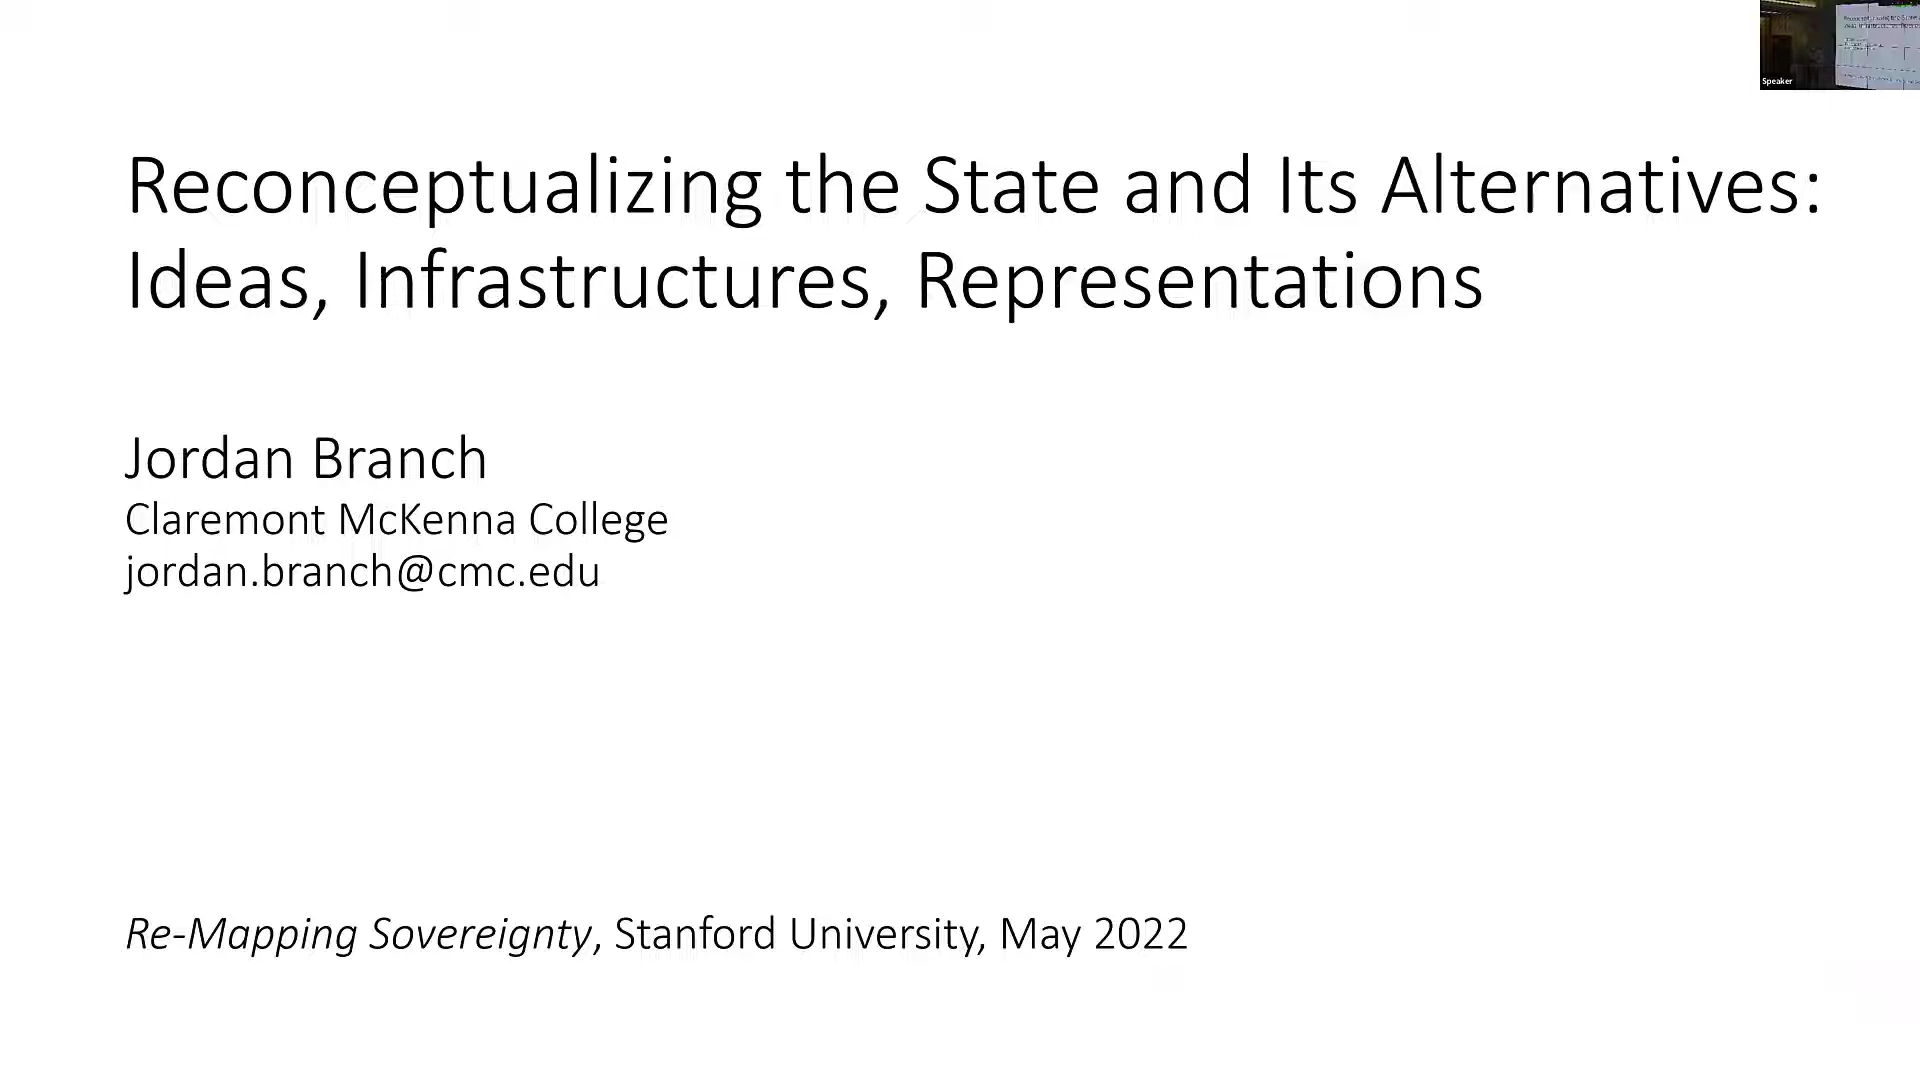 Speaker
Reconceptualizing the State and Its Alternatives:
Ideas, Infrastructures, Representations
Jordan Branch
Claremont McKenna College
jordan.branch@cmc.edu
Re-Mapping Sovereignty, Stanford University, May 2022